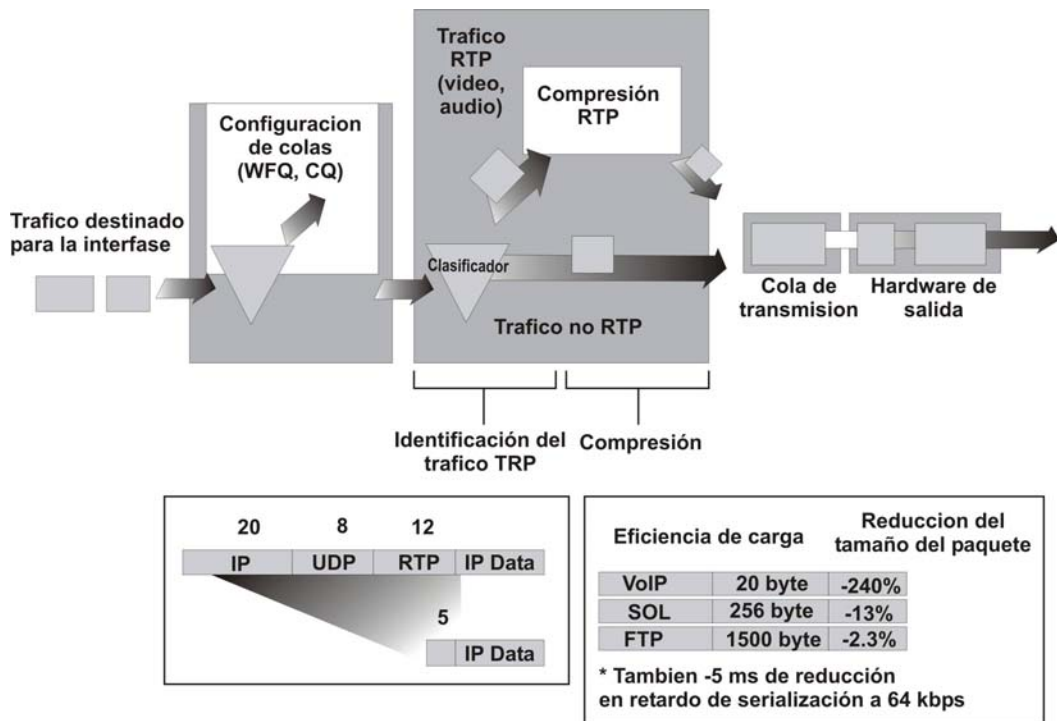 Trafico destinado
para la interfase
Configuracion
de colas
(WFQ, CQ)
Trafico
RTP
(video,
audio)
Compresión
RTP
Clasificador
Trafico no RTP
Cola de
transmision
Hardware de
salida
Identificación del
trafico TRP
Compresión
20 8 12
IP UDP RTP IP Data
5
IP Data
Eficiencia de carga
Reduccion del
tamaño del paquete
VoIP 20 byte -240%
SOL 256 byte -13%
FTP 1500 byte -2.3%
* Tambien -5 ms de reducción
en retardo de serialización a 64 kbps